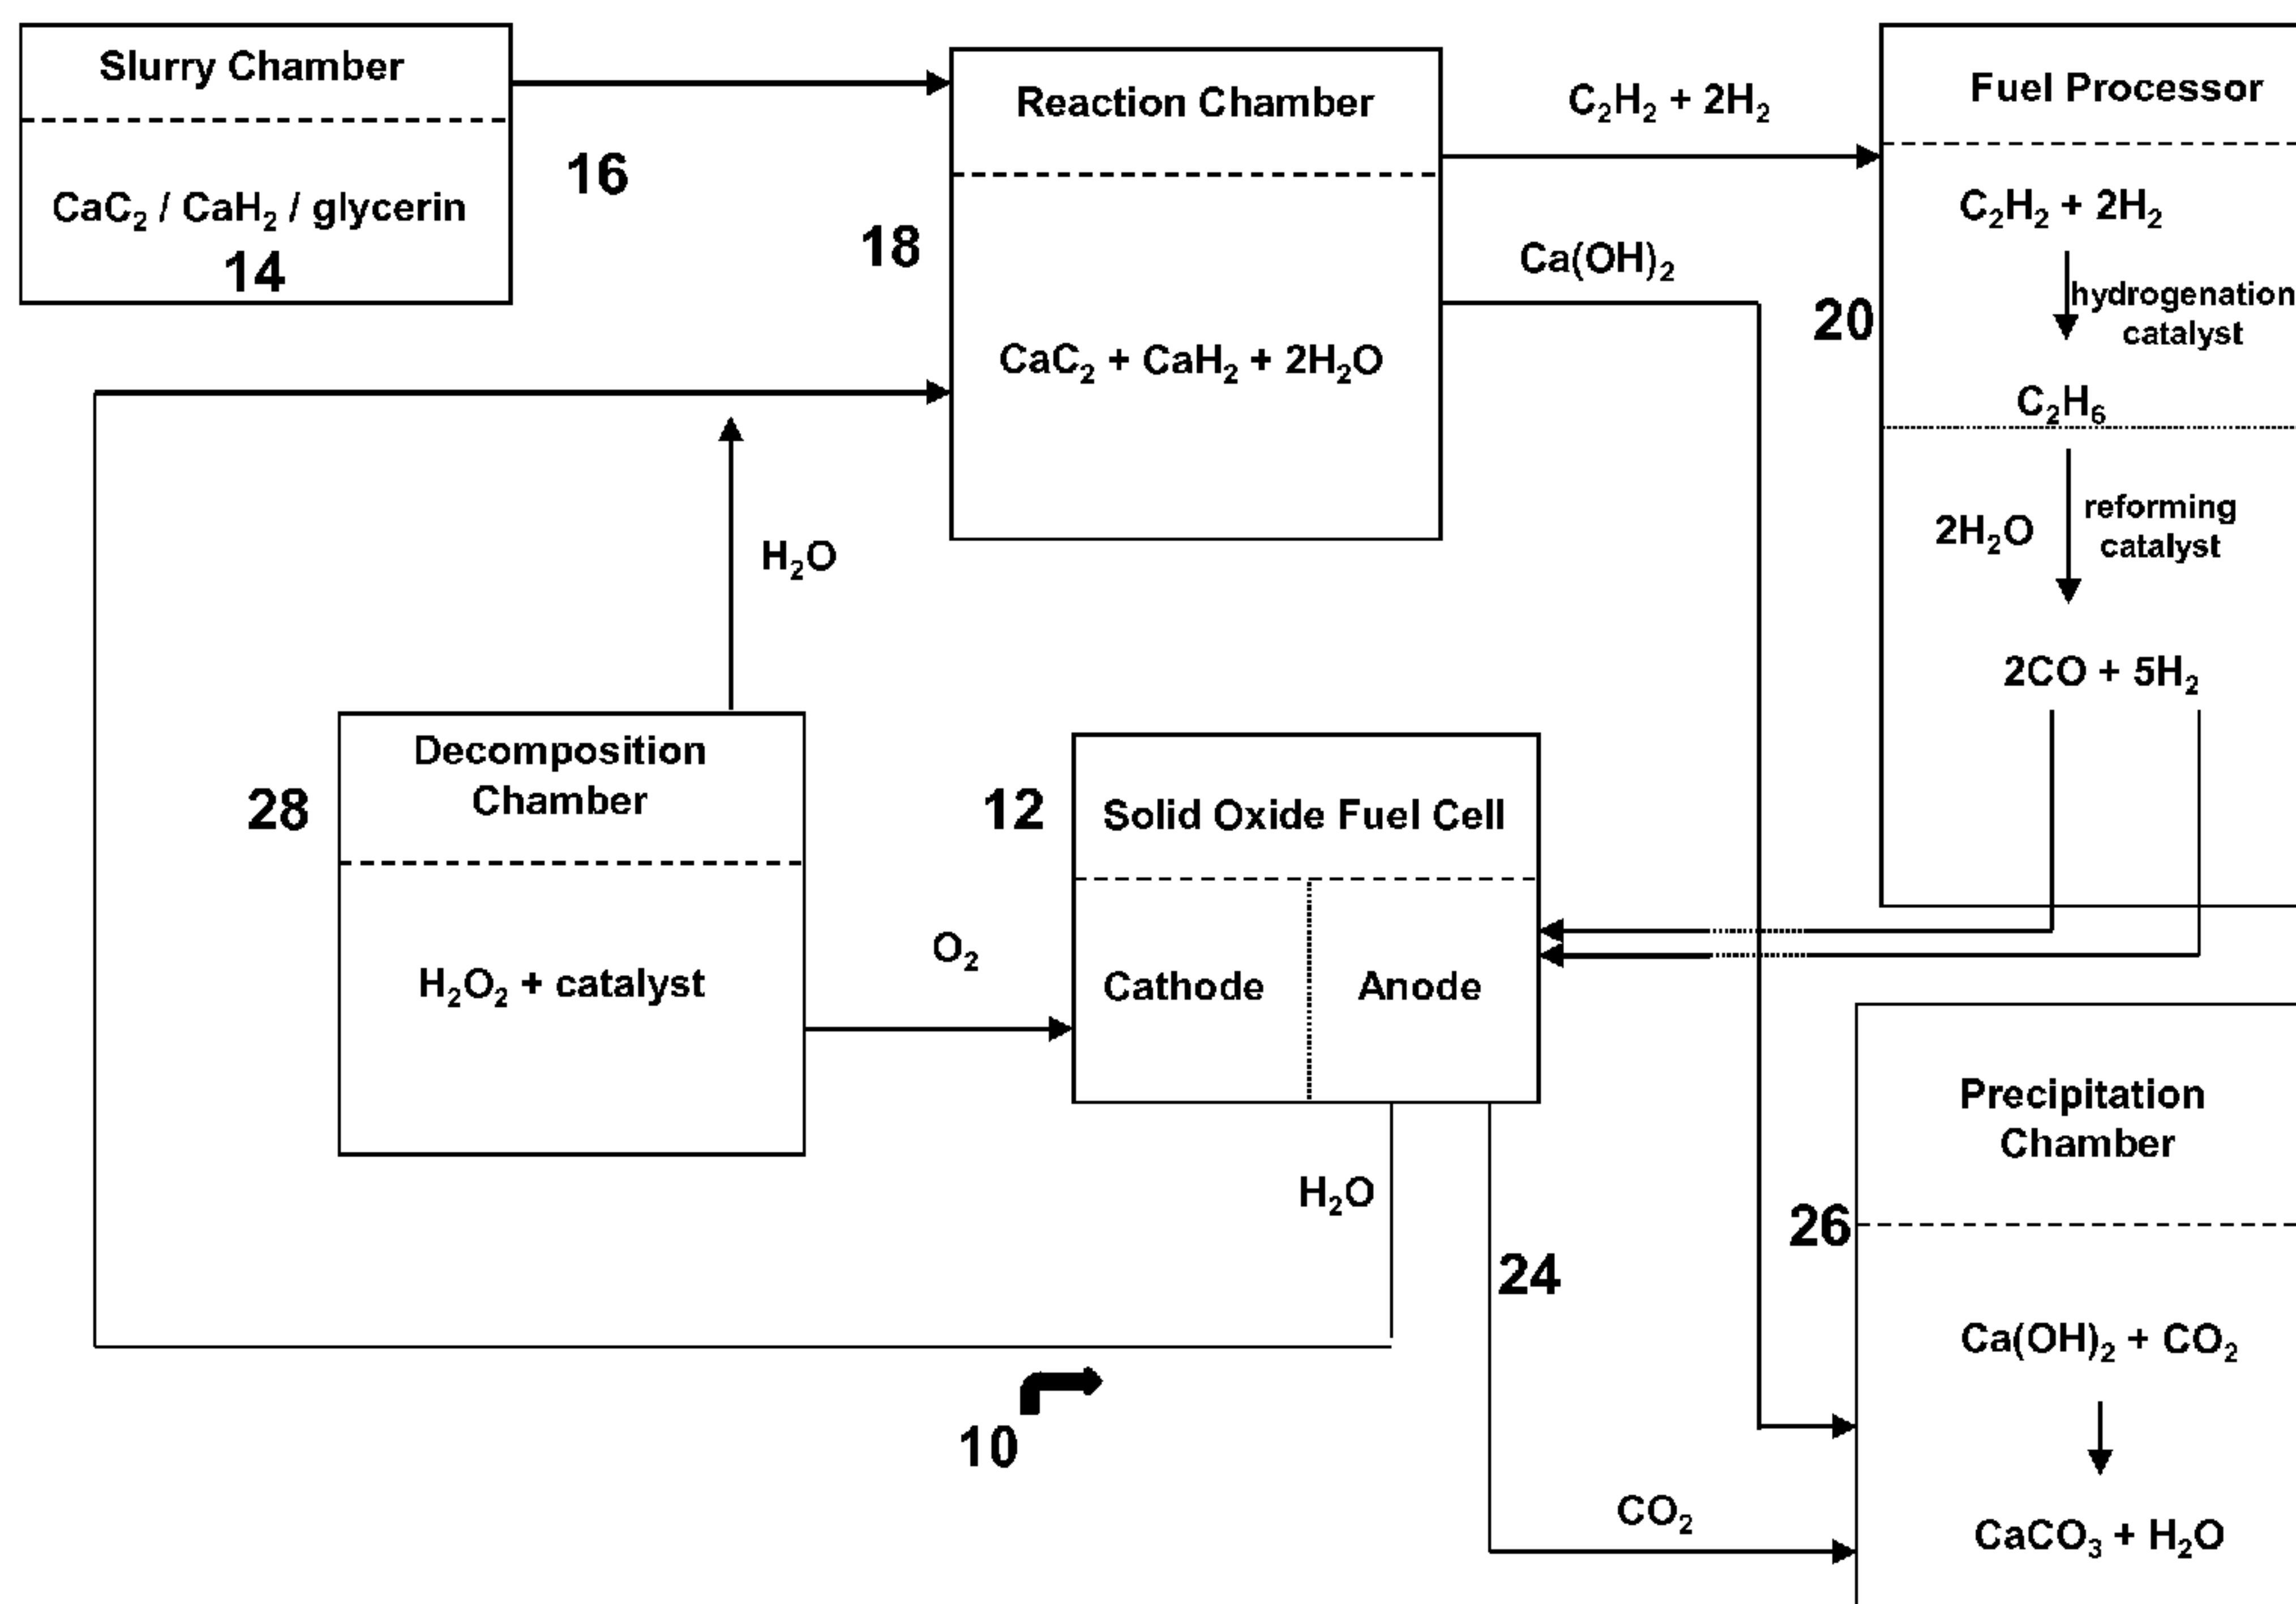 Slurry Chamber
CaC₂ / CaH₂ / glycerin
14
16
Reaction Chamber
18
CaC₂ + CaH₂ + 2H₂O
C₂H₂ + 2H₂
Ca(OH)₂
Fuel Processor
C₂H₂ + 2H₂
hydrogenation
catalyst
20
C₂H₆
2H₂O
reforming
catalyst
2CO + 5H₂
H₂O
Decomposition
Chamber
28
H₂O₂ + catalyst
O₂
12
Solid Oxide Fuel Cell
Cathode
Anode
H₂O
24
10
CO₂
Precipitation
Chamber
26
Ca(OH)₂ + CO₂
CaCO₃ + H₂O